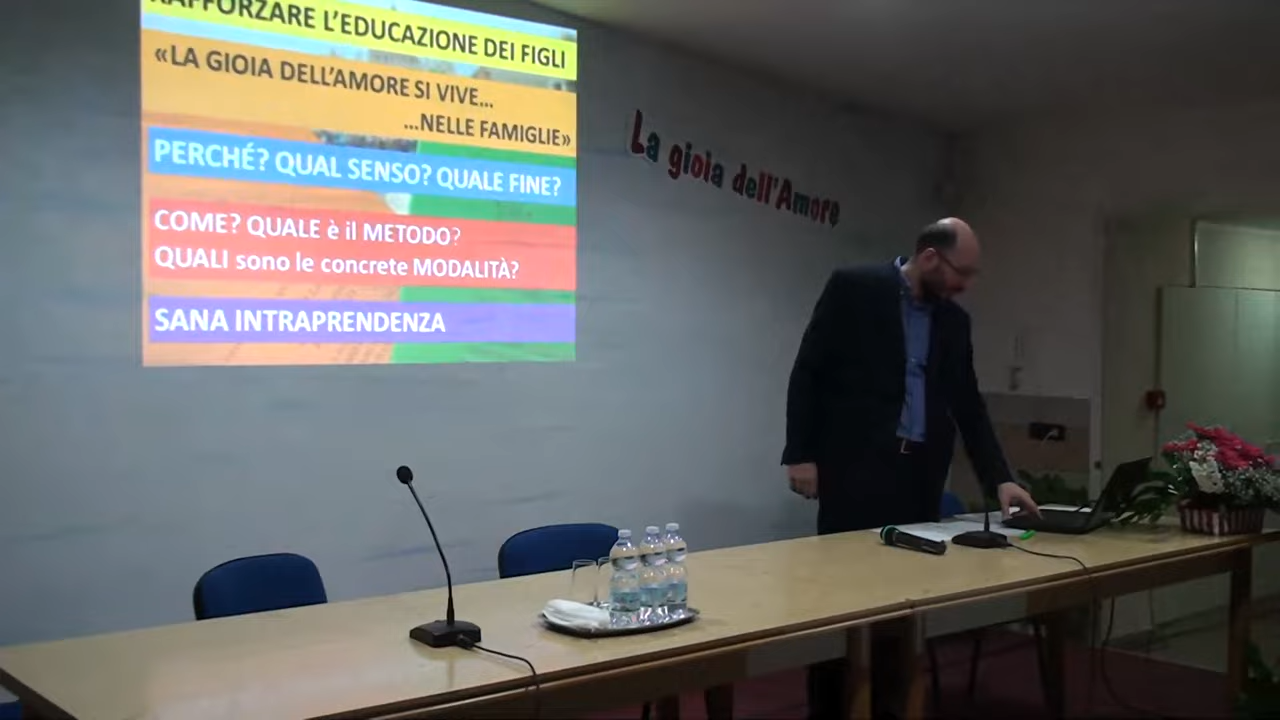 RAFFORZARE L'EDUCAZIONE DEI FIGLI
«LA GIOIA DELL'AMORE SI VIVE...
...NELLE FAMIGLIE»
PERCHÉ? QUAL SENSO? QUALE FINE?
COME? QUALE è il METODO?
QUALI sono le concrete MODALITÀ?
SANA INTRAPRENDENZA
La gioia dell'Amore